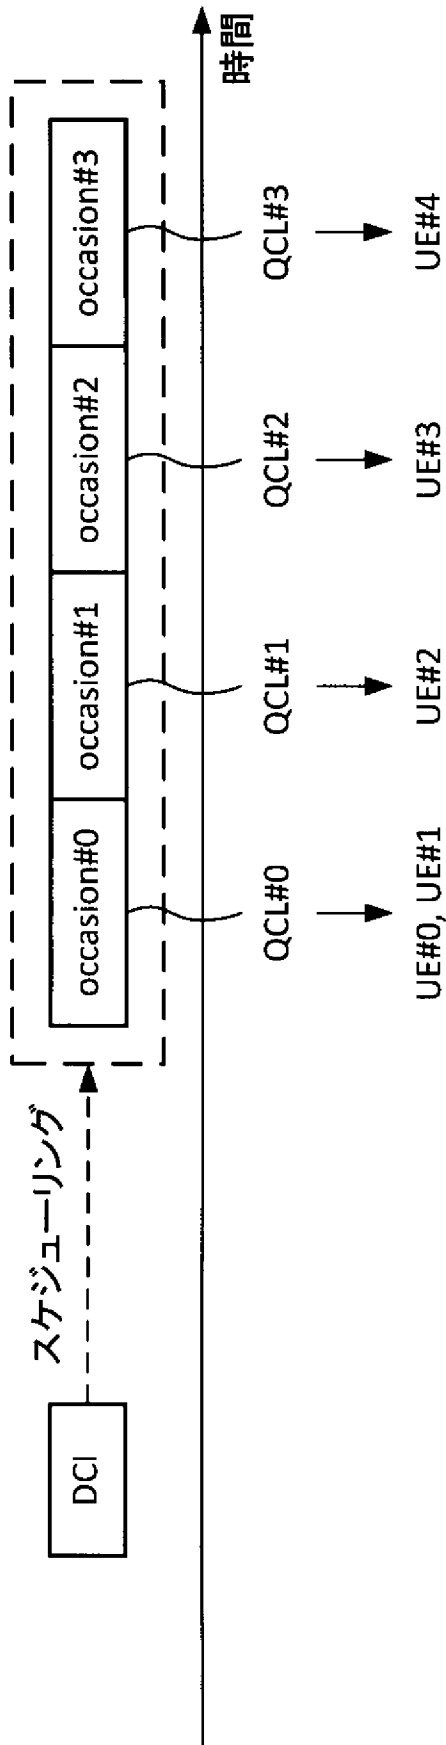 スケジューリング
DCI
occasion#0
occasion#1
occasion#2
occasion#3
時間
QCL#0
QCL#1
QCL#2
QCL#3
UE#0, UE#1
UE#2
UE#3
UE#4